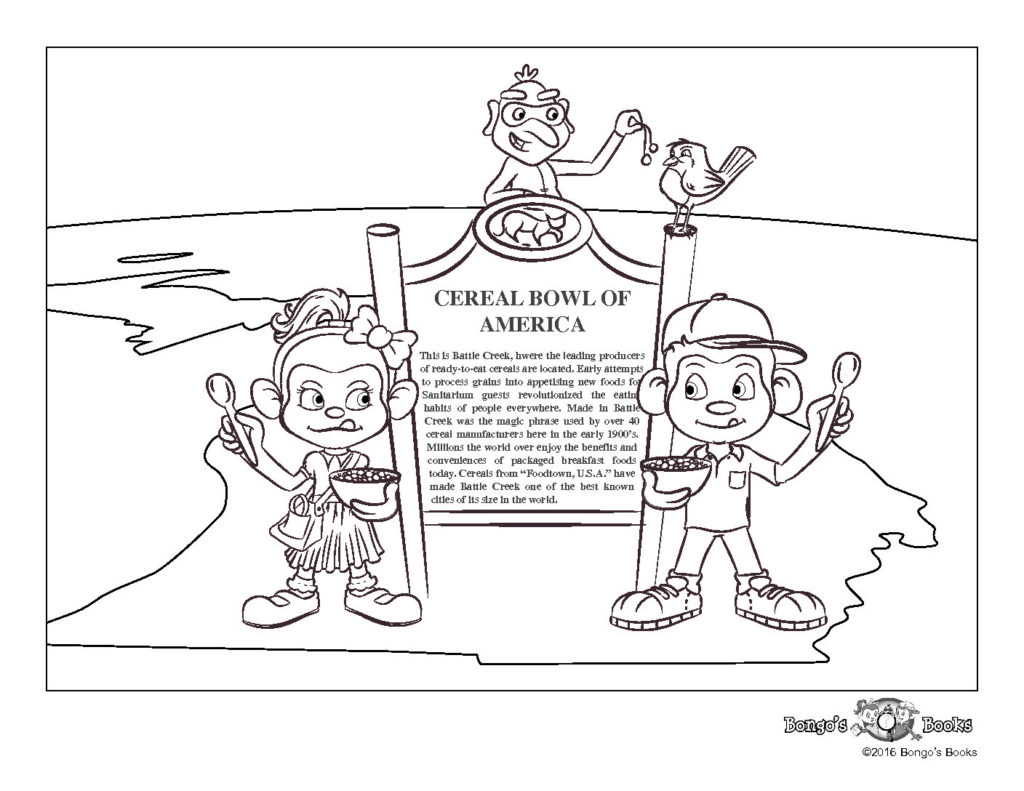 CEREAL BOWL OF
AMERICA
This is Battle Creek, hwere the leading producers
of ready-to-eat cereals are located. Early attempts
to process grains into appetising new foods for
Sanitarium guests revolutionized the eatin
habits of people everywhere. Made in Battle
Creek was the magic phrase used by over 40
cereal manufacturers here in the early 1900's.
Millions the world over enjoy the benefits and
conveniences of packaged breakfast foods
today. Cereals from “Foodtown, U.S.A.” have
made Battle Creek one of the best known
cities of its size in the world.
Bongo's Books
©2016 Bongo's Books